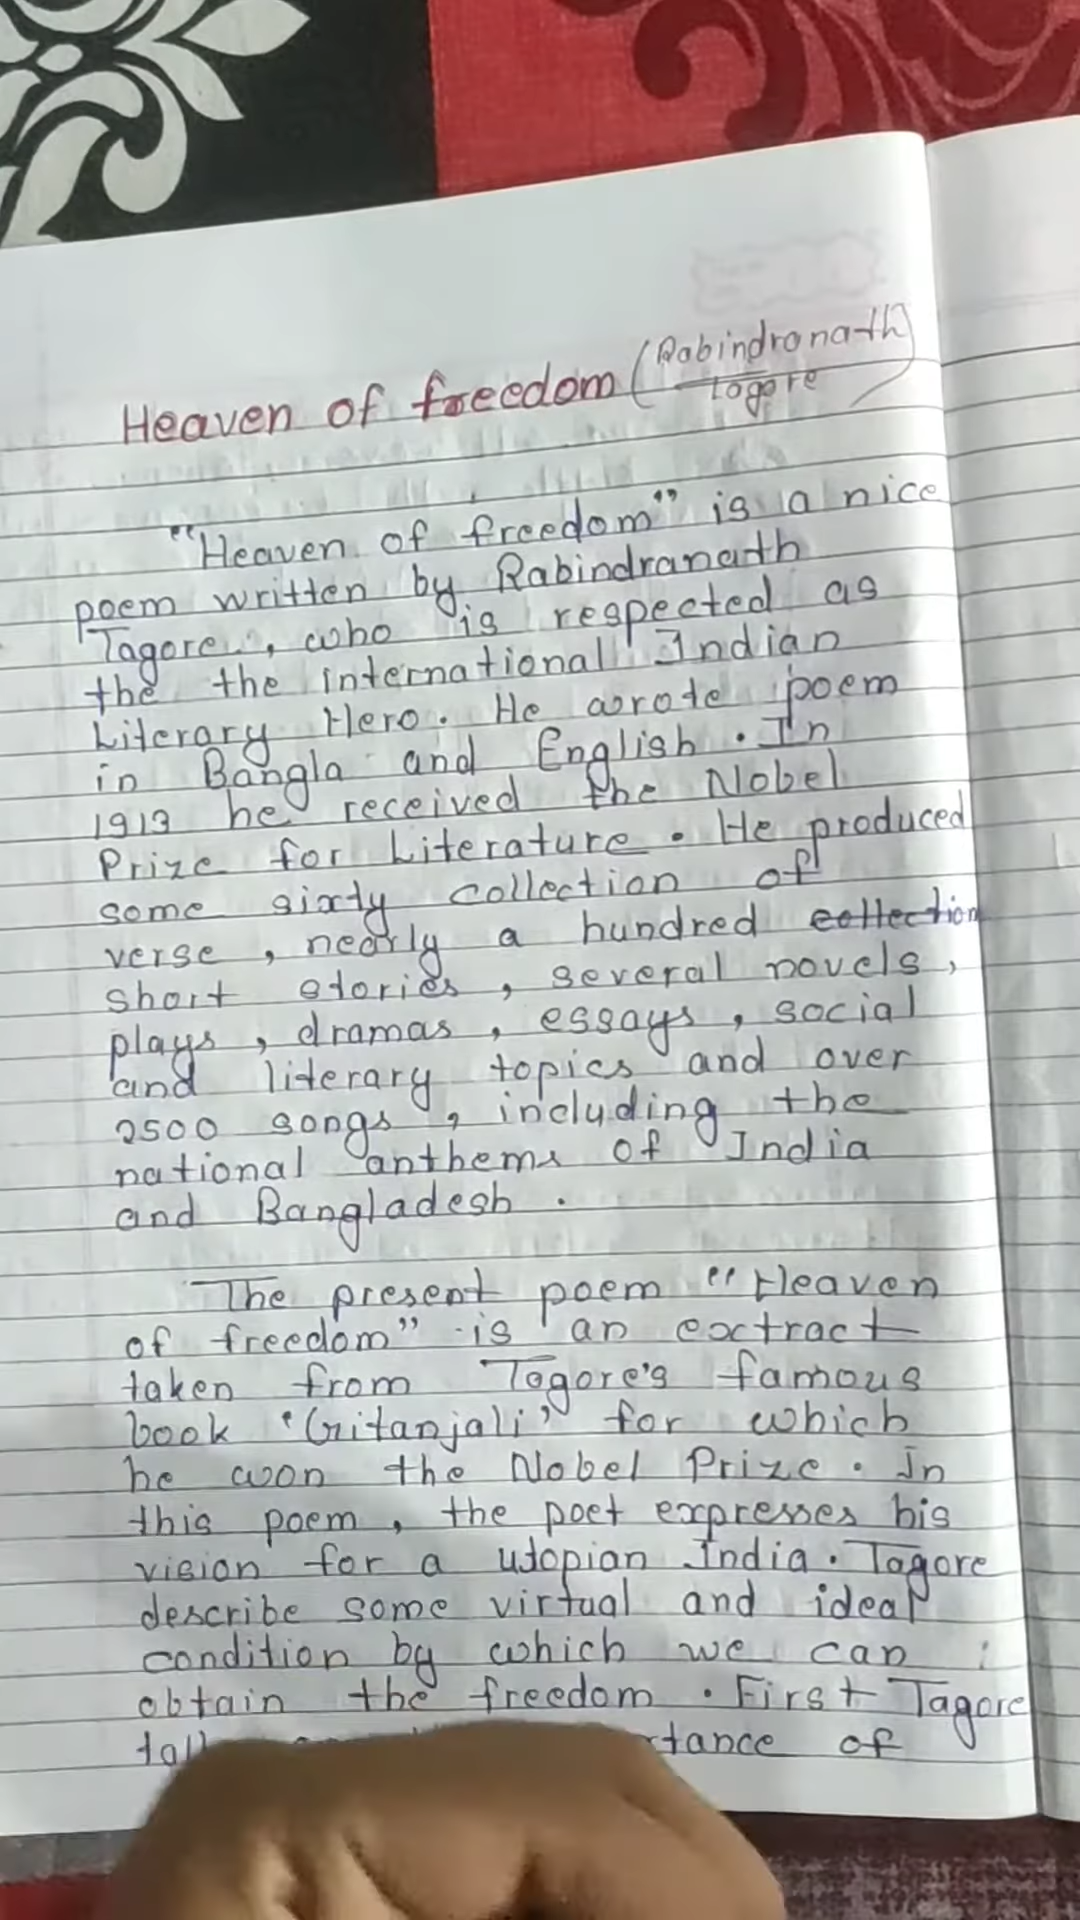 Heaven of freedom (Rabindronath
Togore)
"Heaven of freedom" is a nice
poem written by Rabindranath
Tagore, who is respected as
the the international Indian
Literary Hero. He wrote poem
in Bangla and English. In
1913 he received the Nobel
Prize for Literature. He produced
some sixty collection of
verse, nearly a hundred collection
short stories, several novels,
plays, dramas, essays, social
and literary topics and over
2500 songs, including the
national anthems of India
and Bangladesh.
The present poem "Heaven
of freedom" is an extract
taken from Togore's famous
book 'Gitanjali' for which
he won the Nobel Prize. In
this poem, the poet expresses his
vision for a utopian India. Tagore
describe some virtual and ideal
condition by which we can
obtain the freedom. First Tagore
of